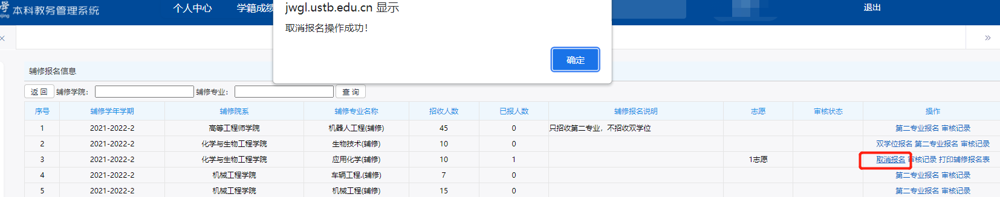 学 本科教务管理系统 个人中心 学籍成绩 退出
jwgl.ustb.edu.cn 显示
取消报名操作成功！
确定
辅修报名信息
返 回 辅修学院： 辅修专业： 查 询
序号 辅修学年学期 辅修院系 辅修专业名称 招收人数 已报人数 辅修报名说明 志愿 审核状态 操作
1 2021-2022-2 高等工程师学院 机器人工程(辅修) 45 0 只招收第二专业，不招收双学位 第二专业报名 审核记录
2 2021-2022-2 化学与生物工程学院 生物技术(辅修) 10 0 双学位报名 第二专业报名 审核记录
3 2021-2022-2 化学与生物工程学院 应用化学(辅修) 10 1 1志愿 取消报名 审核记录 打印辅修报名表
4 2021-2022-2 机械工程学院 车辆工程.(辅修) 7 0 第二专业报名 审核记录
5 2021-2022-2 机械工程学院 机械工程(辅修) 15 0 第二专业报名 审核记录